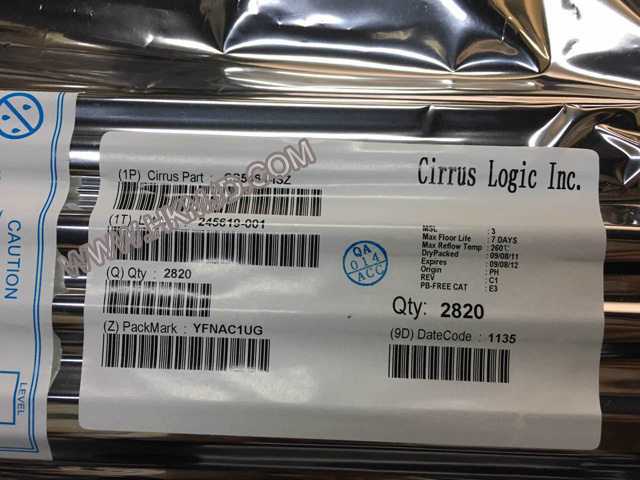 Cirrus Logic Inc.
(1P) Cirrus Part :
(1T)
245619-001
(Q) Qty : 2820
(Z) PackMark : YFNAC1UG
MSL : 3
Max Floor Life : 7 DAYS
Max Reflow Temp : 260℃
DryPacked : 09/08/11
Expires : 09/08/12
Origin : PH
REV : C1
PB-FREE CAT : E3
QA
014
ACC
Qty: 2820
(9D) DateCode : 1135
CAUTION
LEVEL